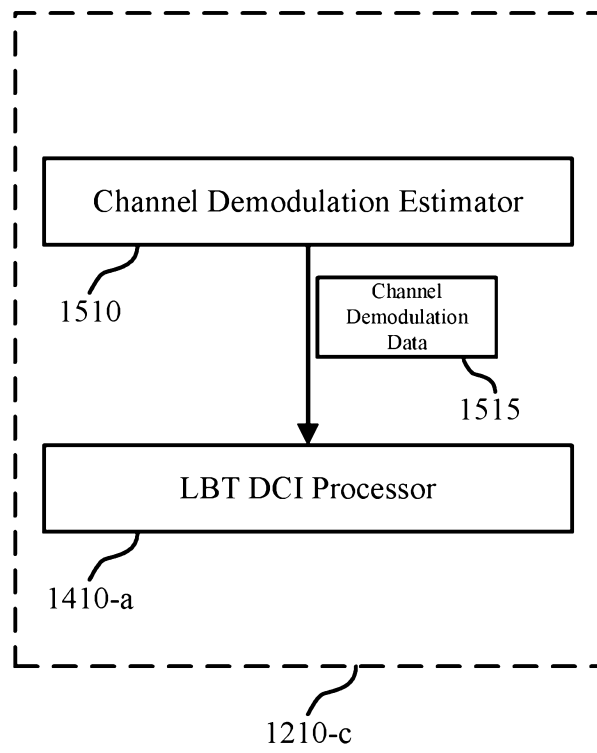 Channel Demodulation Estimator
1510
Channel
Demodulation
Data
1515
LBT DCI Processor
1410-a
1210-c